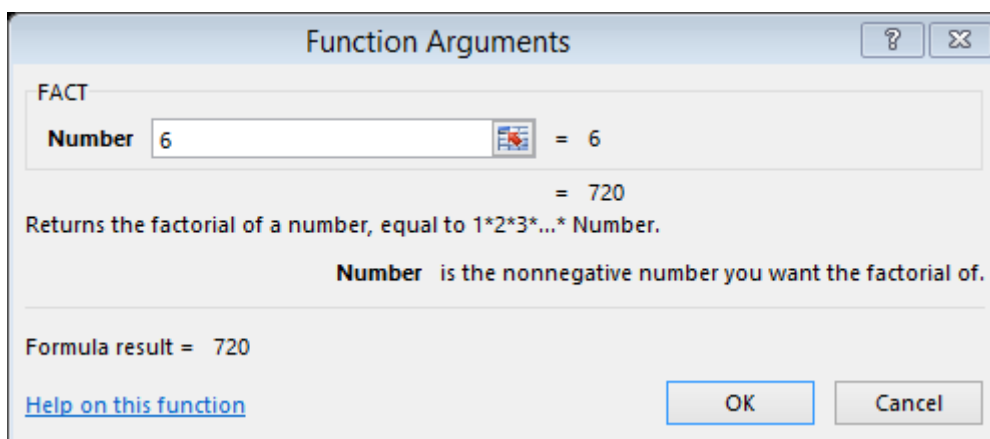 Function Arguments
FACT
Number 6 = 6
= 720
Returns the factorial of a number, equal to 1*2*3*...* Number.
Number is the nonnegative number you want the factorial of.
Formula result = 720
Help on this function OK Cancel